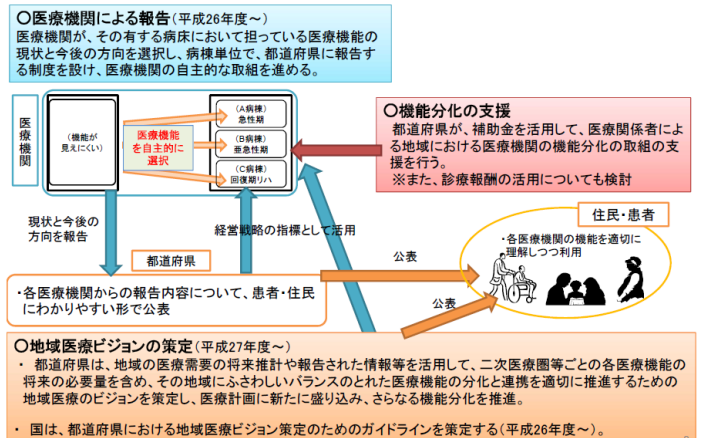 〇医療機関による報告(平成26年度~)
医療機関が、その有する病床において担っている医療機能の
現状と今後の方向を選択し、病棟単位で、都道府県に報告す
る制度を設け、医療機関の自主的な取組を進める。
医療機関
(機能が
見えにくい)
医療機能
を自主的に
選択
(A病棟)
急性期
(B病棟)
亜急性期
(C病棟)
回復期リハ
〇機能分化の支援
都道府県が、補助金を活用して、医療関係者によ
る地域における医療機関の機能分化の取組の支
援を行う。
※また、診療報酬の活用についても検討
現状と今後の
方向を報告
経営戦略の指標として活用
都道府県
・各医療機関からの報告内容について、患者・住民
にわかりやすい形で公表
公表
公表
住民・患者
・各医療機関の機能を適切に
理解しつつ利用
〇地域医療ビジョンの策定(平成27年度~)
・ 都道府県は、地域の医療需要の将来推計や報告された情報等を活用して、二次医療圏等ごとの各医療機能の
将来の必要量を含め、その地域にふさわしいバランスのとれた医療機能の分化と連携を適切に推進するための
地域医療のビジョンを策定し、医療計画に新たに盛り込み、さらなる機能分化を推進。
・ 国は、都道府県における地域医療ビジョン策定のためのガイドラインを策定する(平成26年度~)。